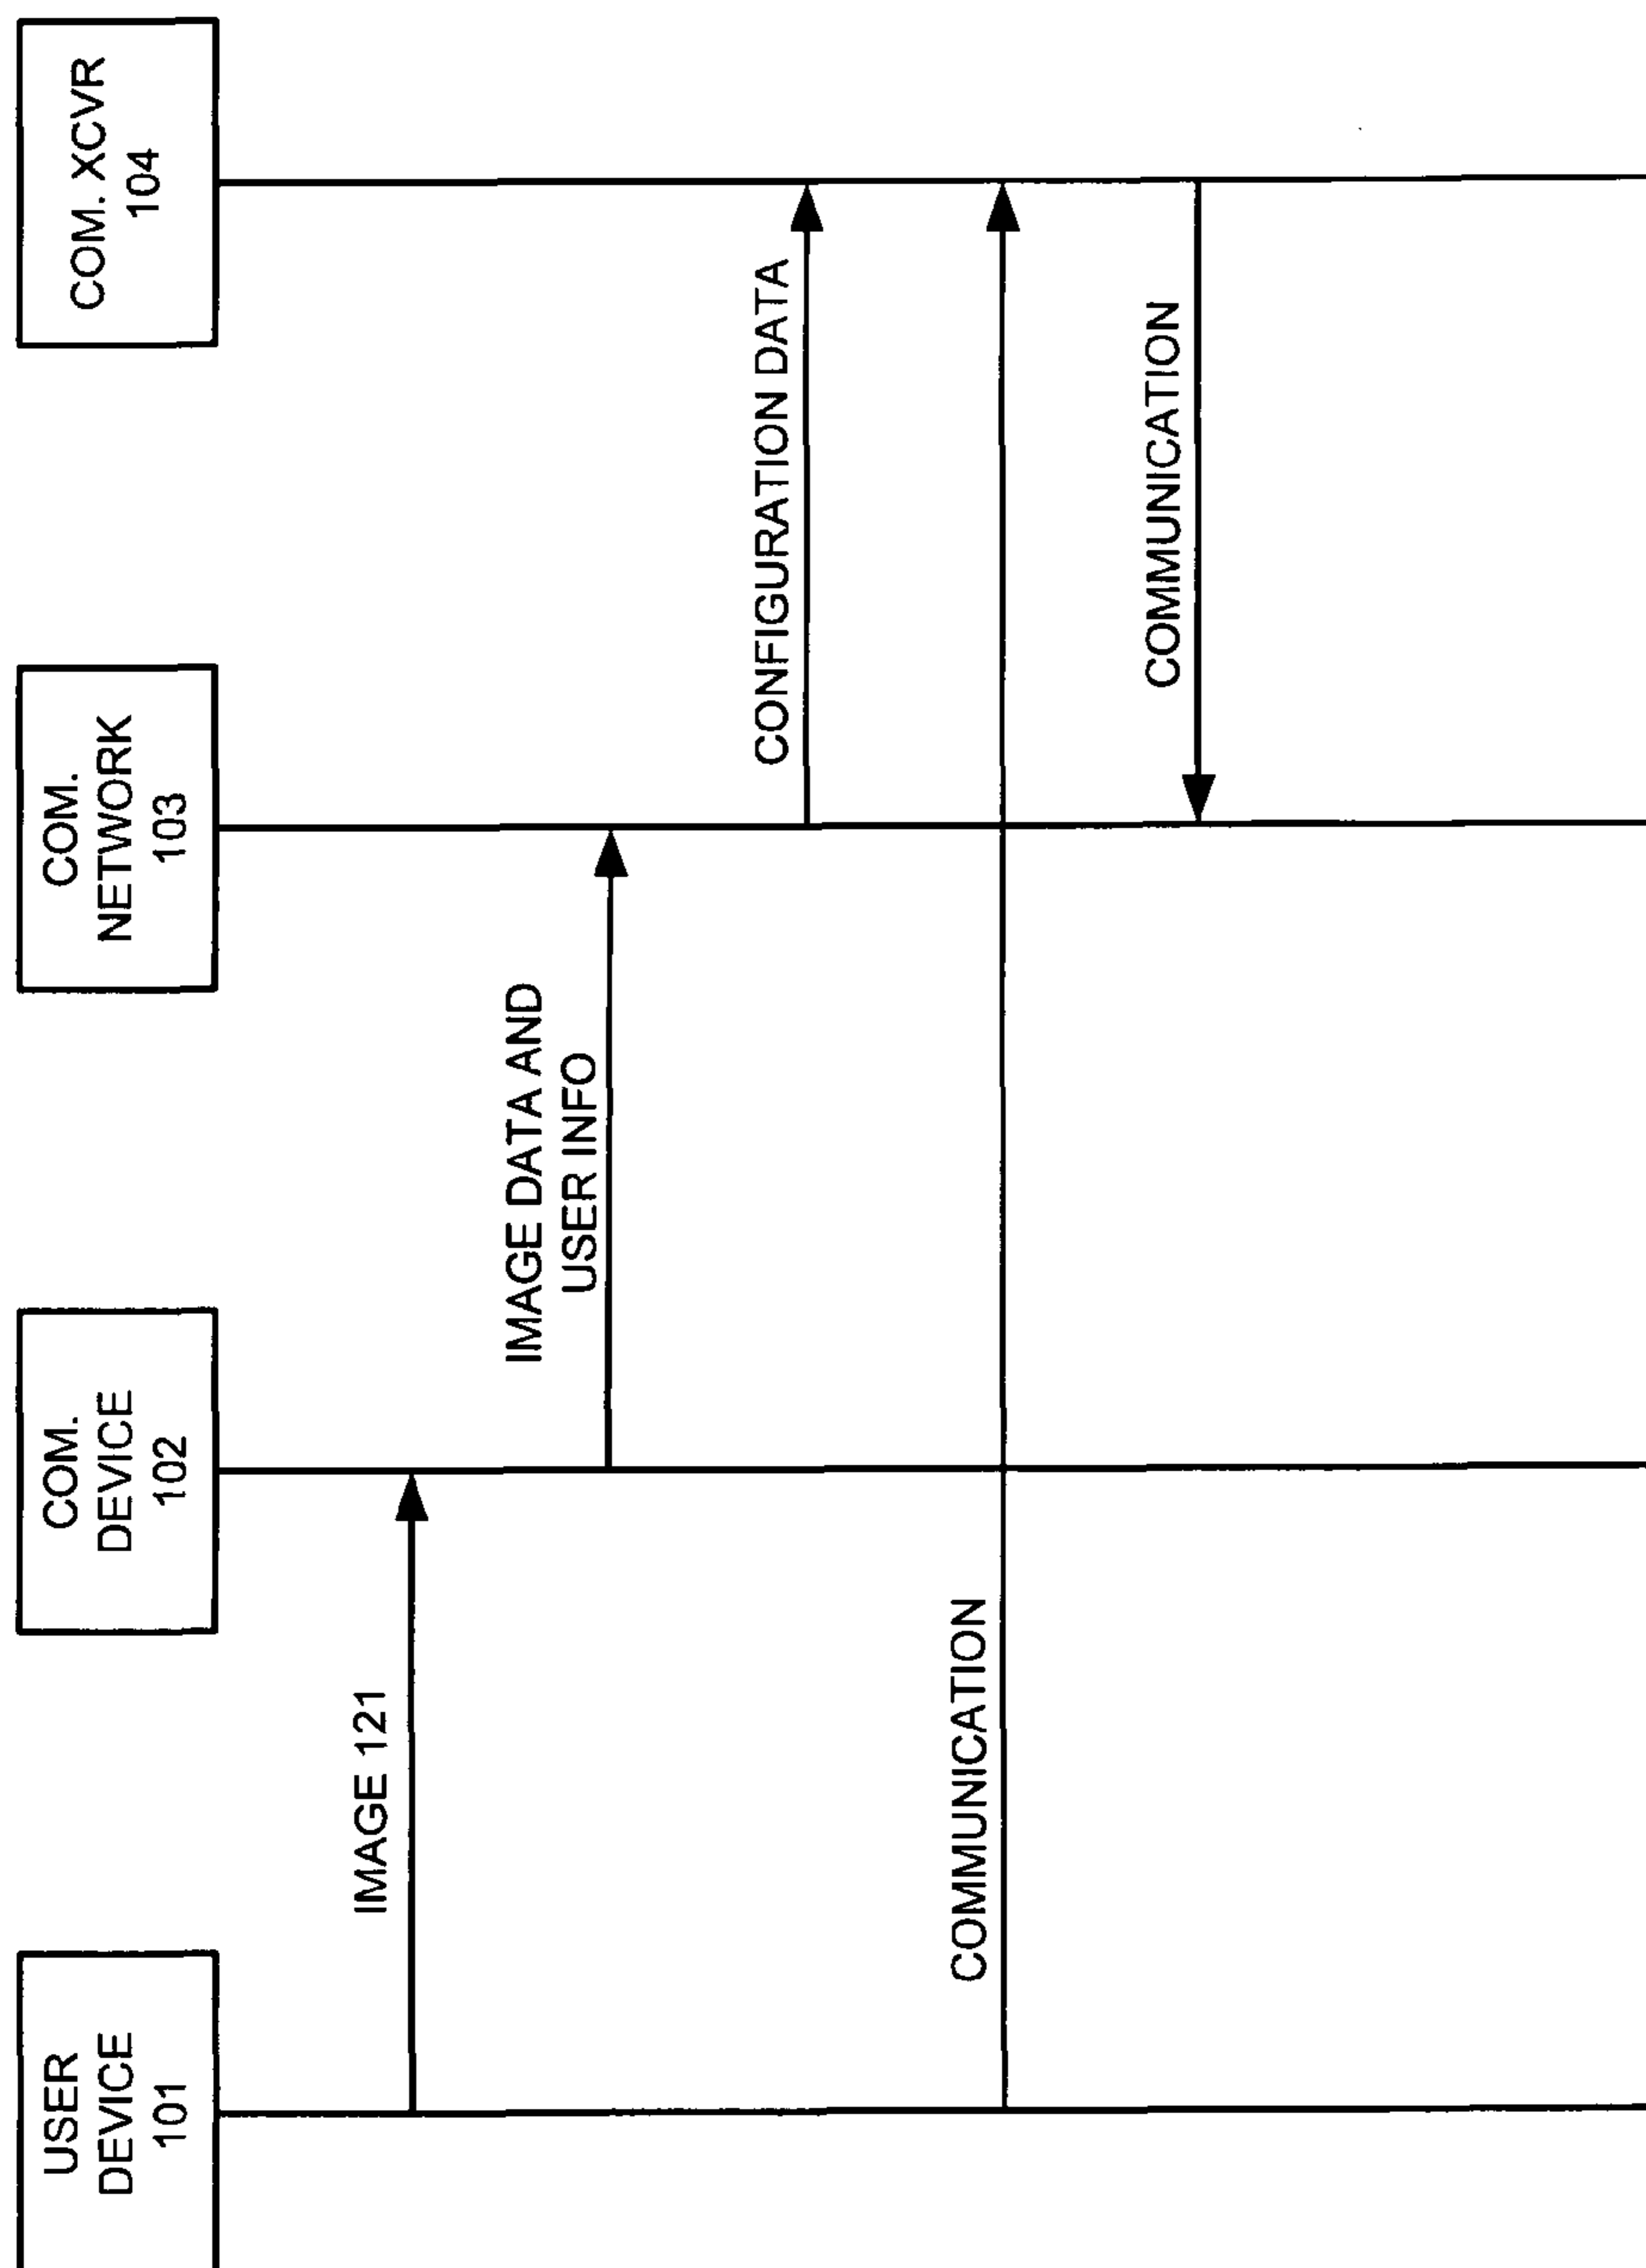 USER
DEVICE
101
COM.
DEVICE
102
COM.
NETWORK
103
COM. XCVR
104
IMAGE 121
IMAGE DATA AND
USER INFO
CONFIGURATION DATA
COMMUNICATION
COMMUNICATION